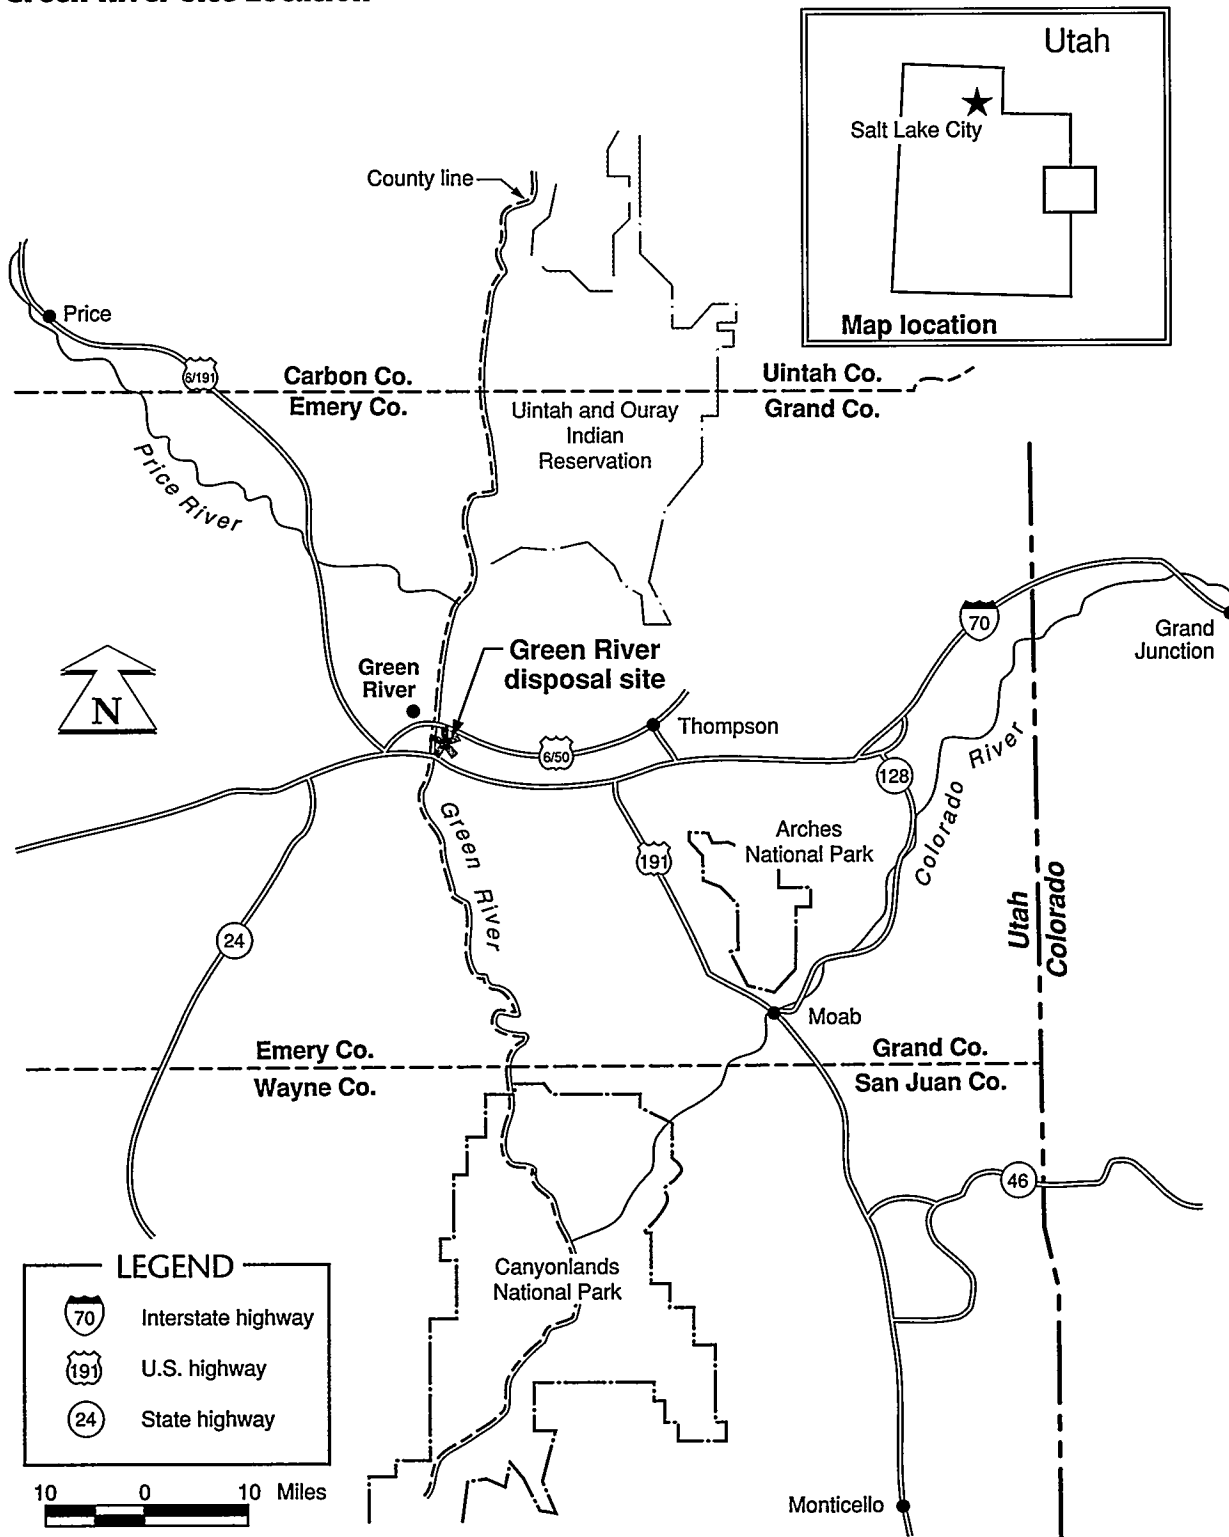 Green River Site Location
Utah
Salt Lake City
Map location
County line
Price
6/191
Carbon Co.
Emery Co.
Uintah Co.
Grand Co.
Uintah and Ouray
Indian
Reservation
Price River
70
Grand
Junction
Green River
disposal site
Green
River
N
Thompson
6/50
128
Colorado River
Green River
191
Arches
National Park
Utah
Colorado
24
Moab
Emery Co.
Wayne Co.
Grand Co.
San Juan Co.
46
Canyonlands
National Park
LEGEND
70 Interstate highway
191 U.S. highway
24 State highway
10 0 10 Miles
Monticello